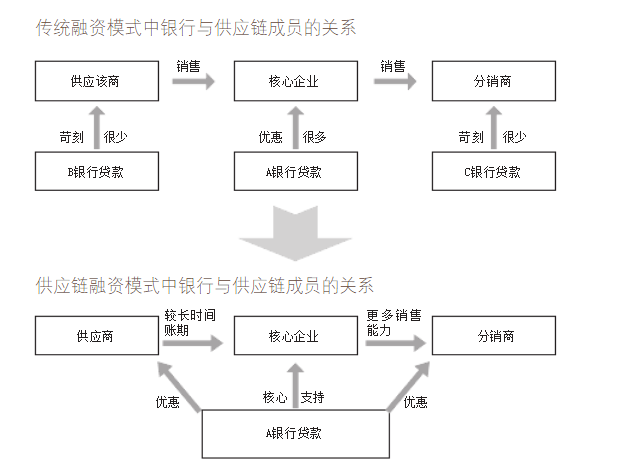 传统融资模式中银行与供应链成员的关系
销售 销售
供应该商 核心企业 分销商
苛刻 很少 优惠 很多 苛刻 很少
B银行贷款 A银行贷款 C银行贷款
供应链融资模式中银行与供应链成员的关系
较长时间 更多销售
账期 能力
供应商 核心企业 分销商
优惠 核心 支持 优惠
A银行贷款